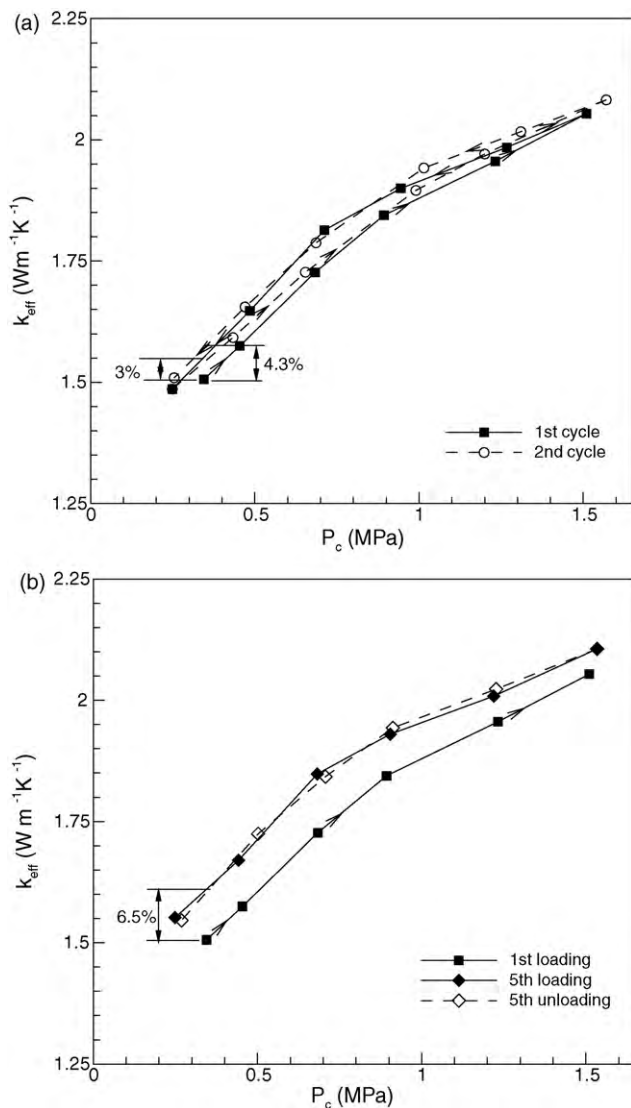 (a)
2.25
2
1.75
1.5
1.25
k_eff (Wm⁻¹K⁻¹)
3%
4.3%
1st cycle
2nd cycle
0
0.5
1
1.5
P_c (MPa)
(b)
2.25
2
1.75
1.5
1.25
k_eff (W m⁻¹K⁻¹)
6.5%
1st loading
5th loading
5th unloading
0
0.5
1
1.5
P_c (MPa)